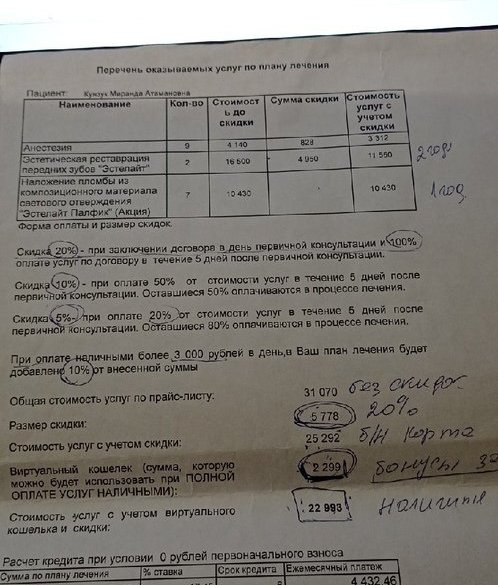 Перечень оказываемых услуг по плану лечения
Пациент: Кунзук Миранда Атамановна
Наименование Кол-во Стоимост ь до скидки Сумма скидки Стоимость услуг с учетом скидки
Анестезия 9 4 140 828 3 312
Эстетическая реставрация передних зубов "Эстелайт" 2 16 500 4 950 11 550 2 года
Наложение пломбы из композиционного материала светового отверждения "Эстелайт Палфик" (Акция) 7 10 430 10 430 1 год
Форма оплаты и размер скидок.
Скидка 20% - при заключении договора в день первичной консультации и 100%
оплате услуг по договору в течение 5 дней после первичной консультации.
Скидка 10% - при оплате 50% от стоимости услуг в течение 5 дней после
первичной консультации. Оставшиеся 50% оплачиваются в процессе лечения.
Скидка 5%- при оплате 20% от стоимости услуг в течение 5 дней после
первичной консультации. Оставшиеся 80% оплачиваются в процессе лечения.
При оплате наличными более 3 000 рублей в день,в Ваш план лечения будет
добавлено 10% от внесенной суммы
Общая стоимость услуг по прайс-листу: 31 070 без скидок
Размер скидки: 5 778 20%
Стоимость услуг с учетом скидки: 25 292 б/н карта
Виртуальный кошелек (сумма, которую
можно будет использовать при ПОЛНОЙ 2 299 бонусы за
ОПЛАТЕ УСЛУГ НАЛИЧНЫМИ):
Стоимость услуг с учетом виртуального 22 993
кошелька и скидки:
Расчет кредита при условии 0 рублей первоначального взноса
Сумма по плану лечения % ставка Срок кредита Ежемесячный платеж
4 432,46